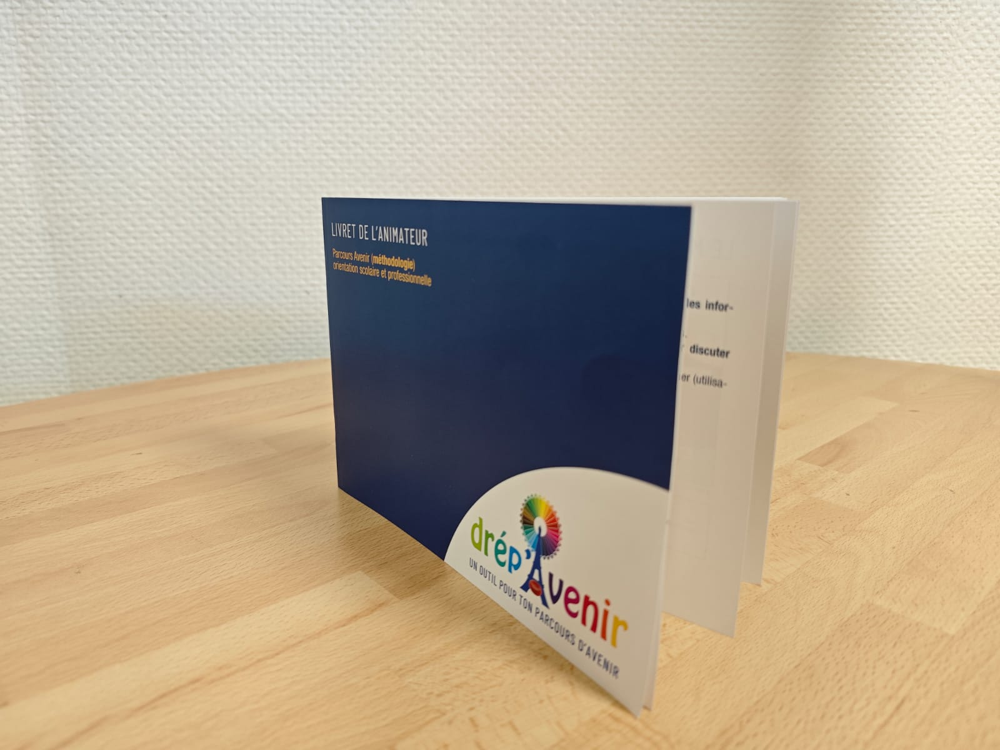 LIVRET DE L'ANIMATEUR
Parcours Avenir (méthodologie)
orientation scolaire et professionnelle
drép'Avenir
UN OUTIL POUR TON PARCOURS D'AVENIR
les infor-
discuter
er (utilisa-